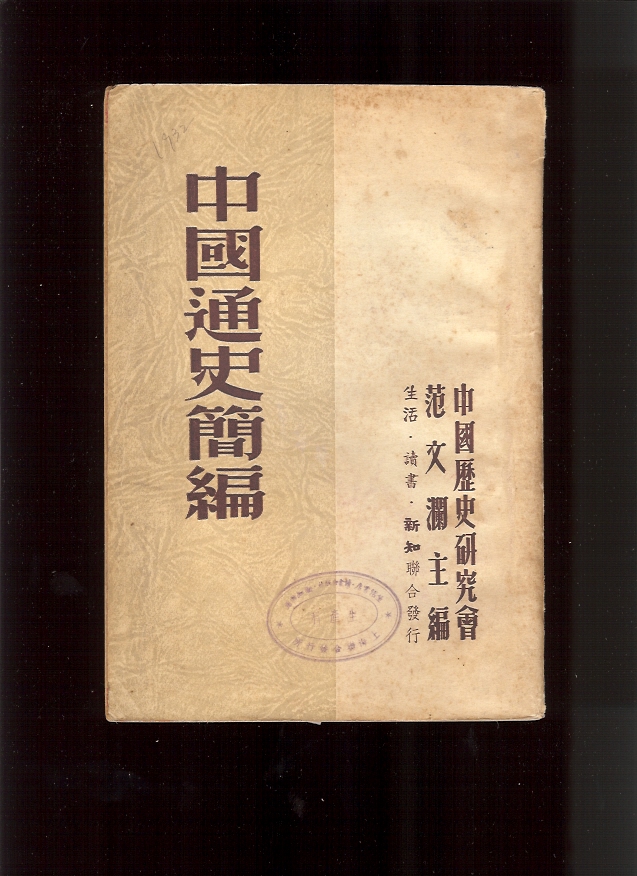 中國歷史研究會
范文瀾主編
生活·讀書·新知聯合發行
中國通史簡編